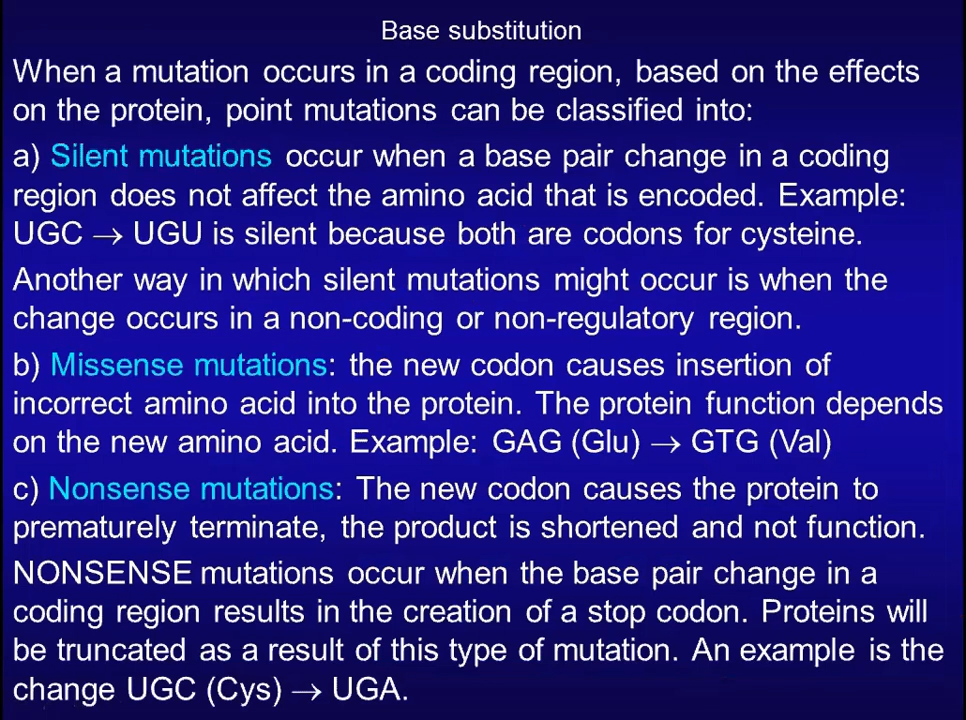 Base substitution
When a mutation occurs in a coding region, based on the effects
on the protein, point mutations can be classified into:
a) Silent mutations occur when a base pair change in a coding
region does not affect the amino acid that is encoded. Example:
UGC → UGU is silent because both are codons for cysteine.
Another way in which silent mutations might occur is when the
change occurs in a non-coding or non-regulatory region.
b) Missense mutations: the new codon causes insertion of
incorrect amino acid into the protein. The protein function depends
on the new amino acid. Example: GAG (Glu) → GTG (Val)
c) Nonsense mutations: The new codon causes the protein to
prematurely terminate, the product is shortened and not function.
NONSENSE mutations occur when the base pair change in a
coding region results in the creation of a stop codon. Proteins will
be truncated as a result of this type of mutation. An example is the
change UGC (Cys) → UGA.